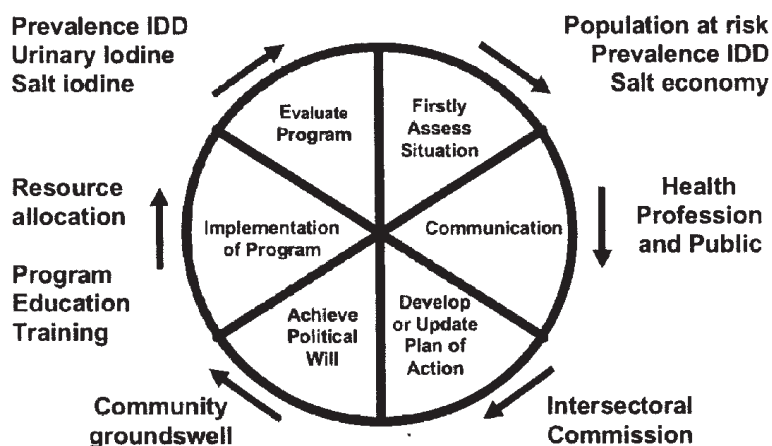 Prevalence IDD
Urinary Iodine
Salt iodine
Population at risk
Prevalence IDD
Salt economy
Evaluate
Program
Firstly
Assess
Situation
Resource
allocation
Program
Education
Training
Implementation
of Program
Communication
Health
Profession
and Public
Achieve
Political
Will
Develop
or Update
Plan of
Action
Community
groundswell
Intersectoral
Commission